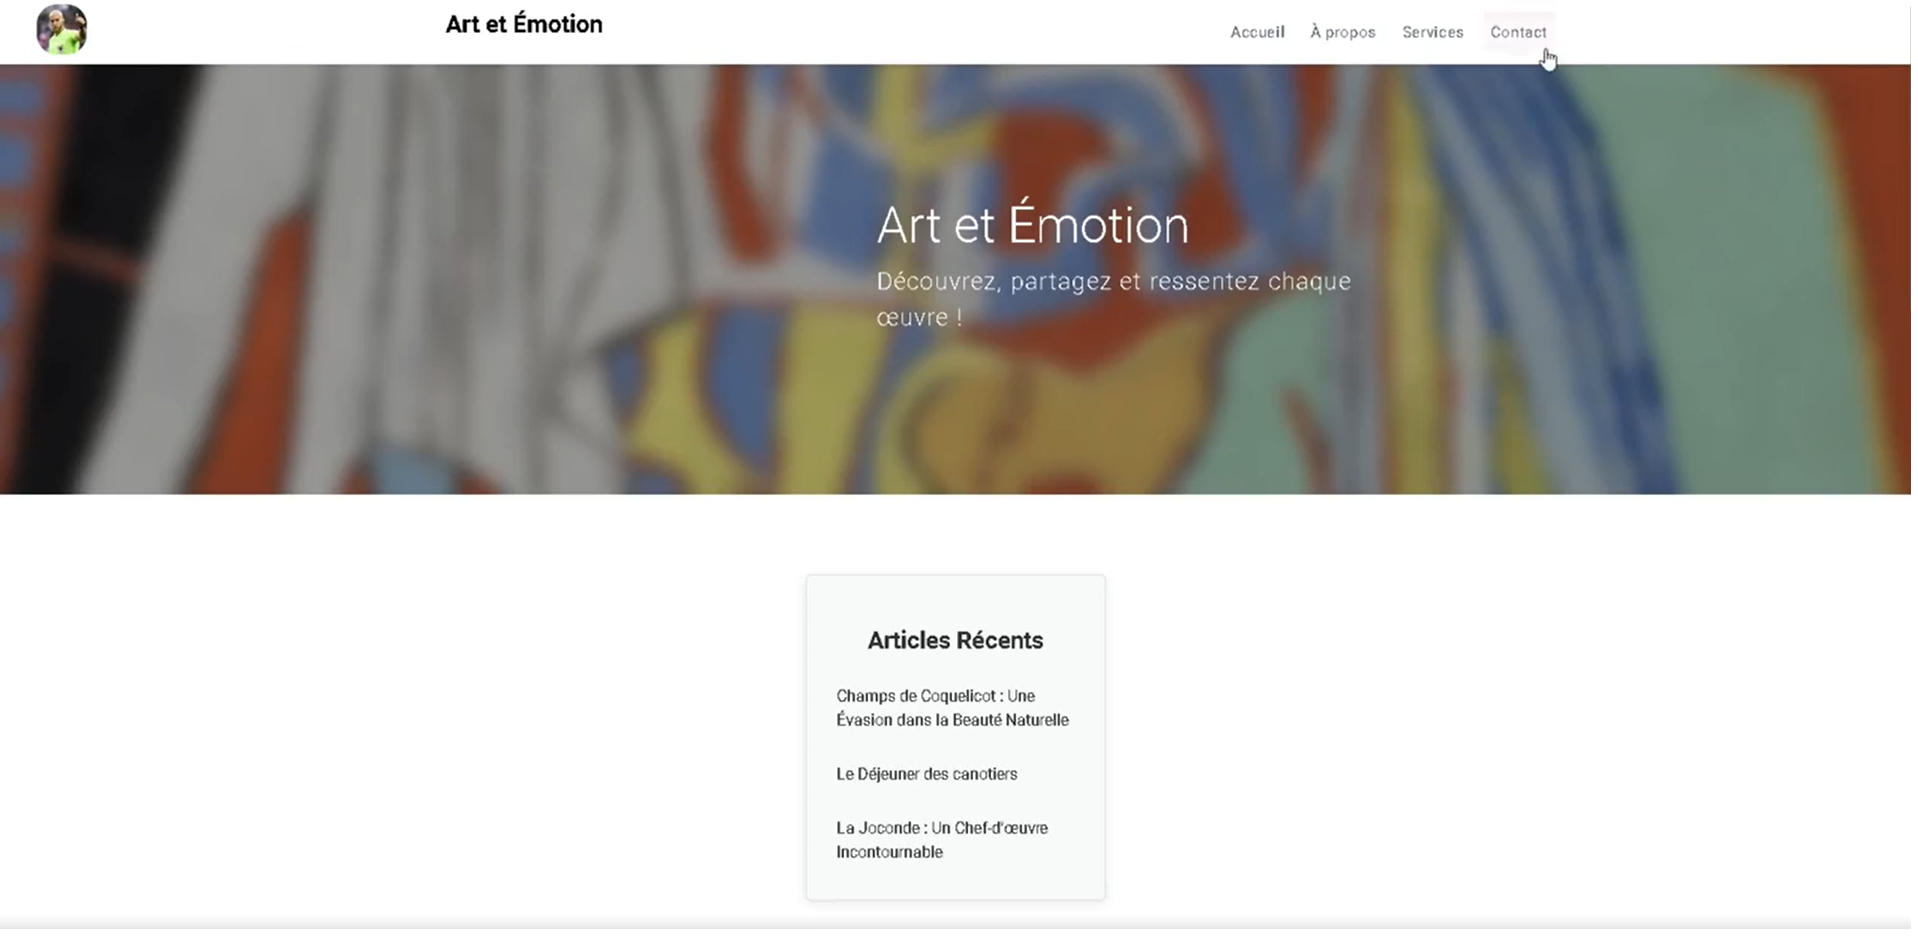 Art et Émotion
Accueil
À propos
Services
Contact
Art et Émotion
Découvrez, partagez et ressentez chaque
œuvre !
Articles Récents
Champs de Coquelicot : Une
Évasion dans la Beauté Naturelle
Le Déjeuner des canotiers
La Joconde : Un Chef-d'œuvre
Incontournable